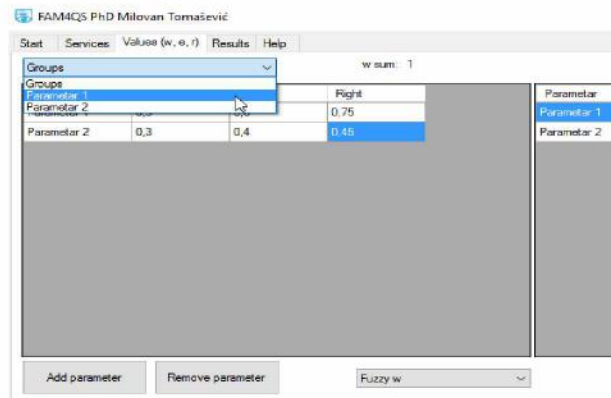 FAM4QS PhD Milovan Tomašević
Start Services Values (w, e, r) Results Help
Groups w sum: 1
Groups
Parametar 1 Right Parametar
Parametar 2 0,75 Parametar 1
Parametar 2 0,3 0,4 0,45 Parametar 2
Add parameter Remove parameter Fuzzy w